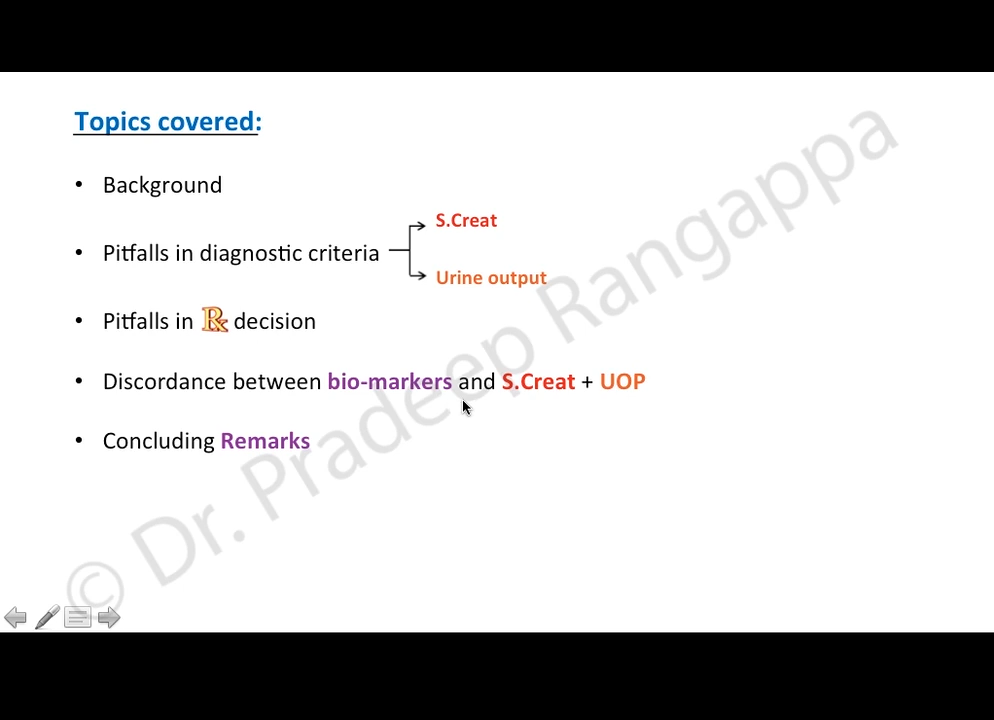 Topics covered:
• Background
S.Creat
• Pitfalls in diagnostic criteria
Urine output
• Pitfalls in Rx decision
• Discordance between bio-markers and S.Creat + UOP
• Concluding Remarks
© Dr. Pradeep Rangappa